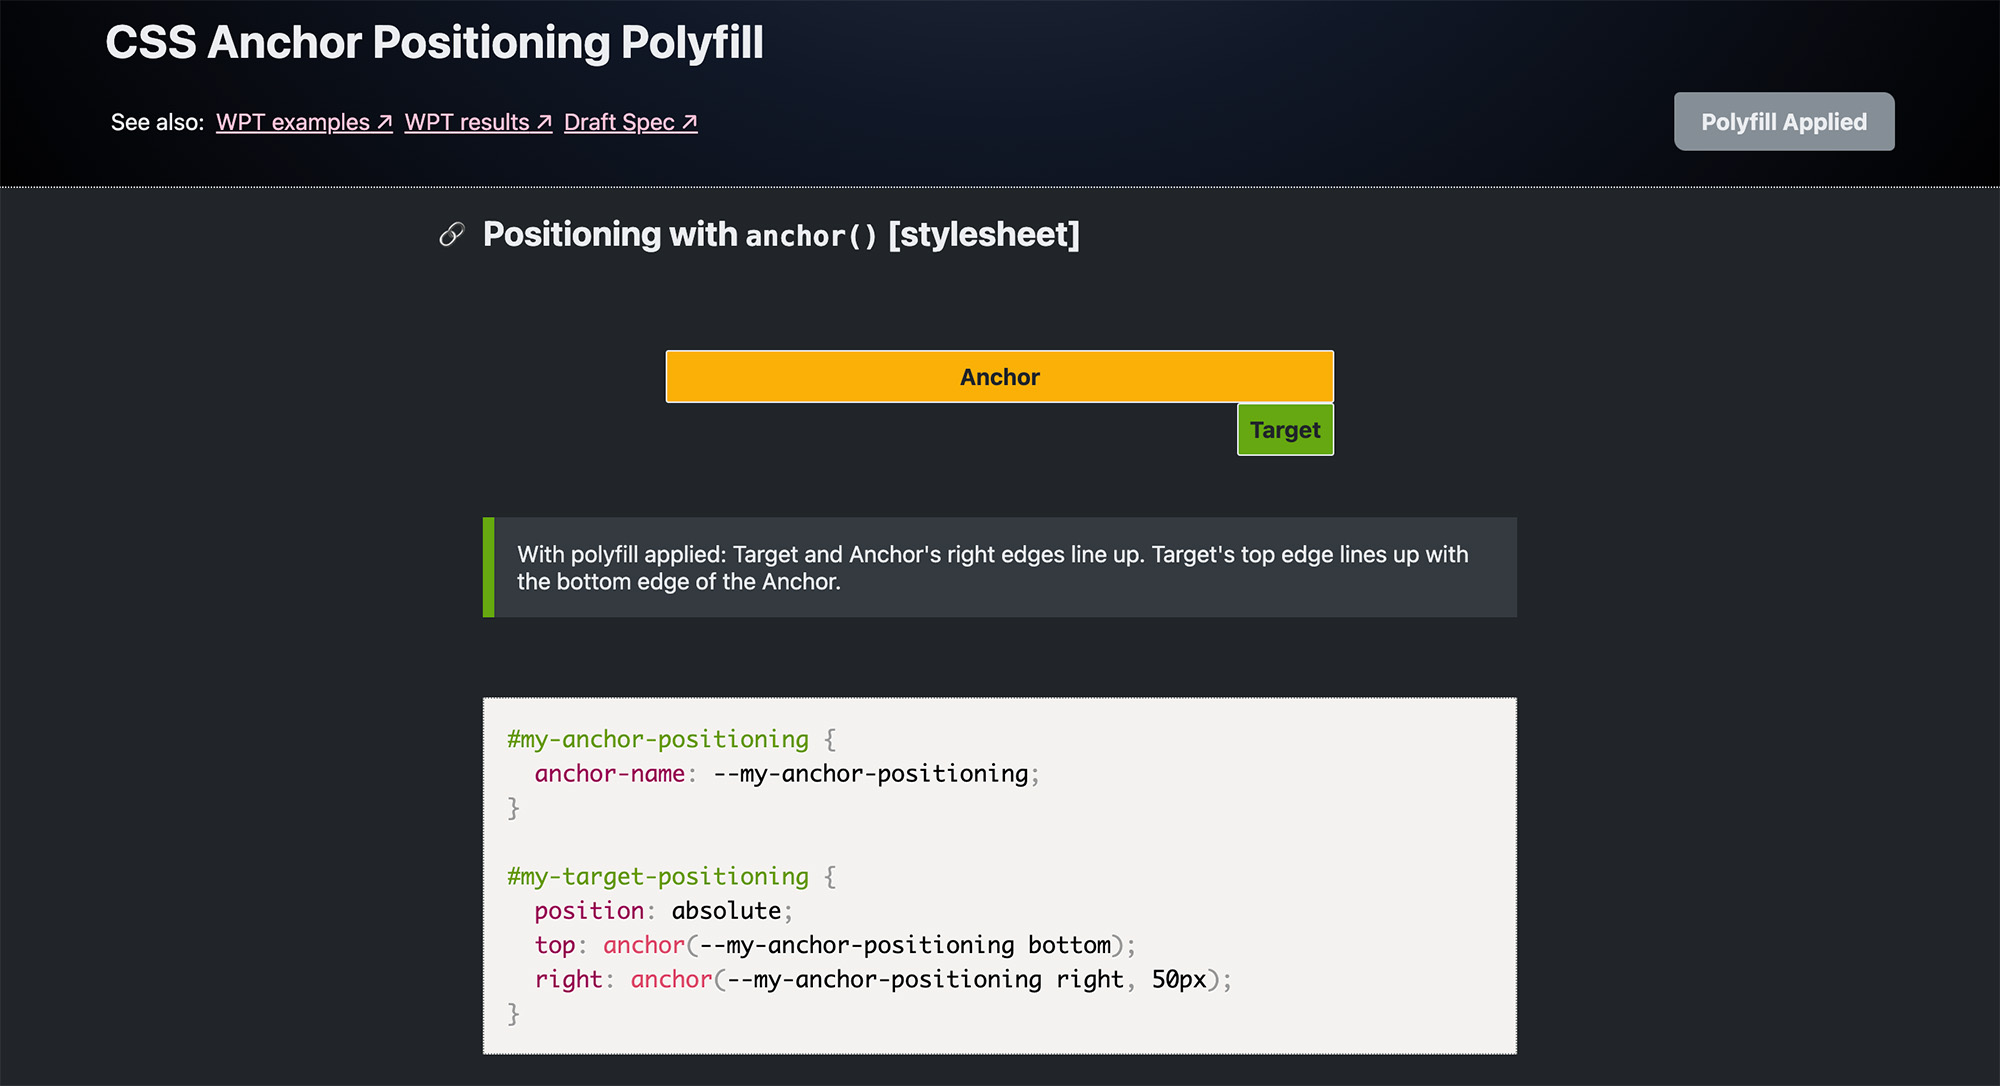 CSS Anchor Positioning Polyfill
See also: WPT examples ↗ WPT results ↗ Draft Spec ↗
Polyfill Applied
Positioning with anchor() [stylesheet]
Anchor
Target
With polyfill applied: Target and Anchor's right edges line up. Target's top edge lines up with
the bottom edge of the Anchor.
#my-anchor-positioning {
  anchor-name: --my-anchor-positioning;
}
#my-target-positioning {
  position: absolute;
  top: anchor(--my-anchor-positioning bottom);
  right: anchor(--my-anchor-positioning right, 50px);
}